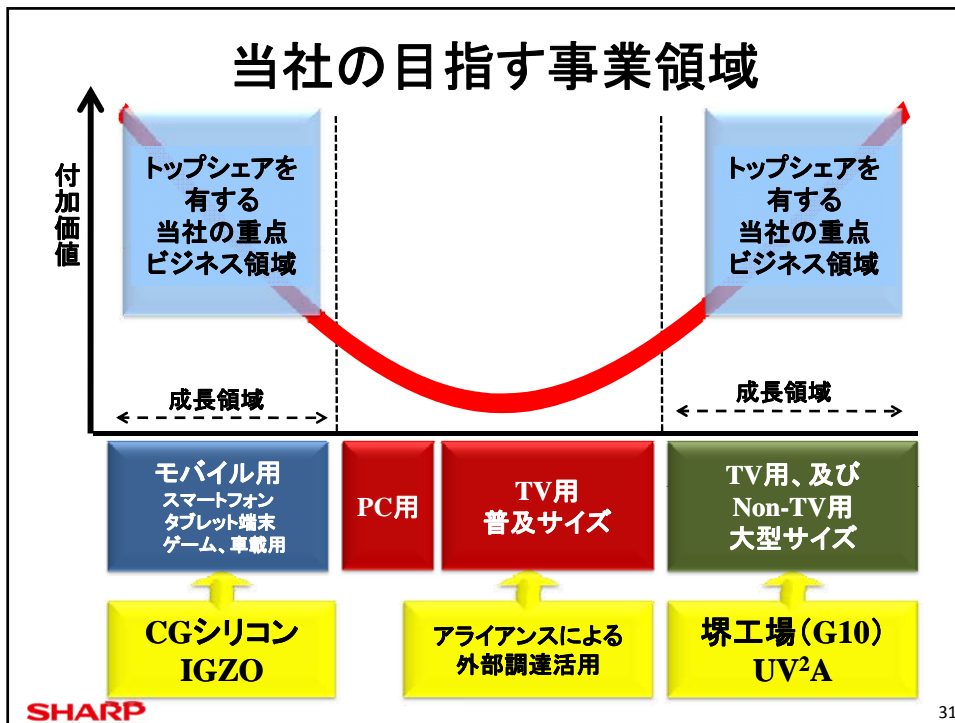 当社の目指す事業領域
付加価値
トップシェアを
有する
当社の重点
ビジネス領域
トップシェアを
有する
当社の重点
ビジネス領域
成長領域
成長領域
モバイル用
スマートフォン
タブレット端末
ゲーム、車載用
PC用
TV用
普及サイズ
TV用、及び
Non-TV用
大型サイズ
CGシリコン
IGZO
アライアンスによる
外部調達活用
堺工場（G10）
UV²A
SHARP
31